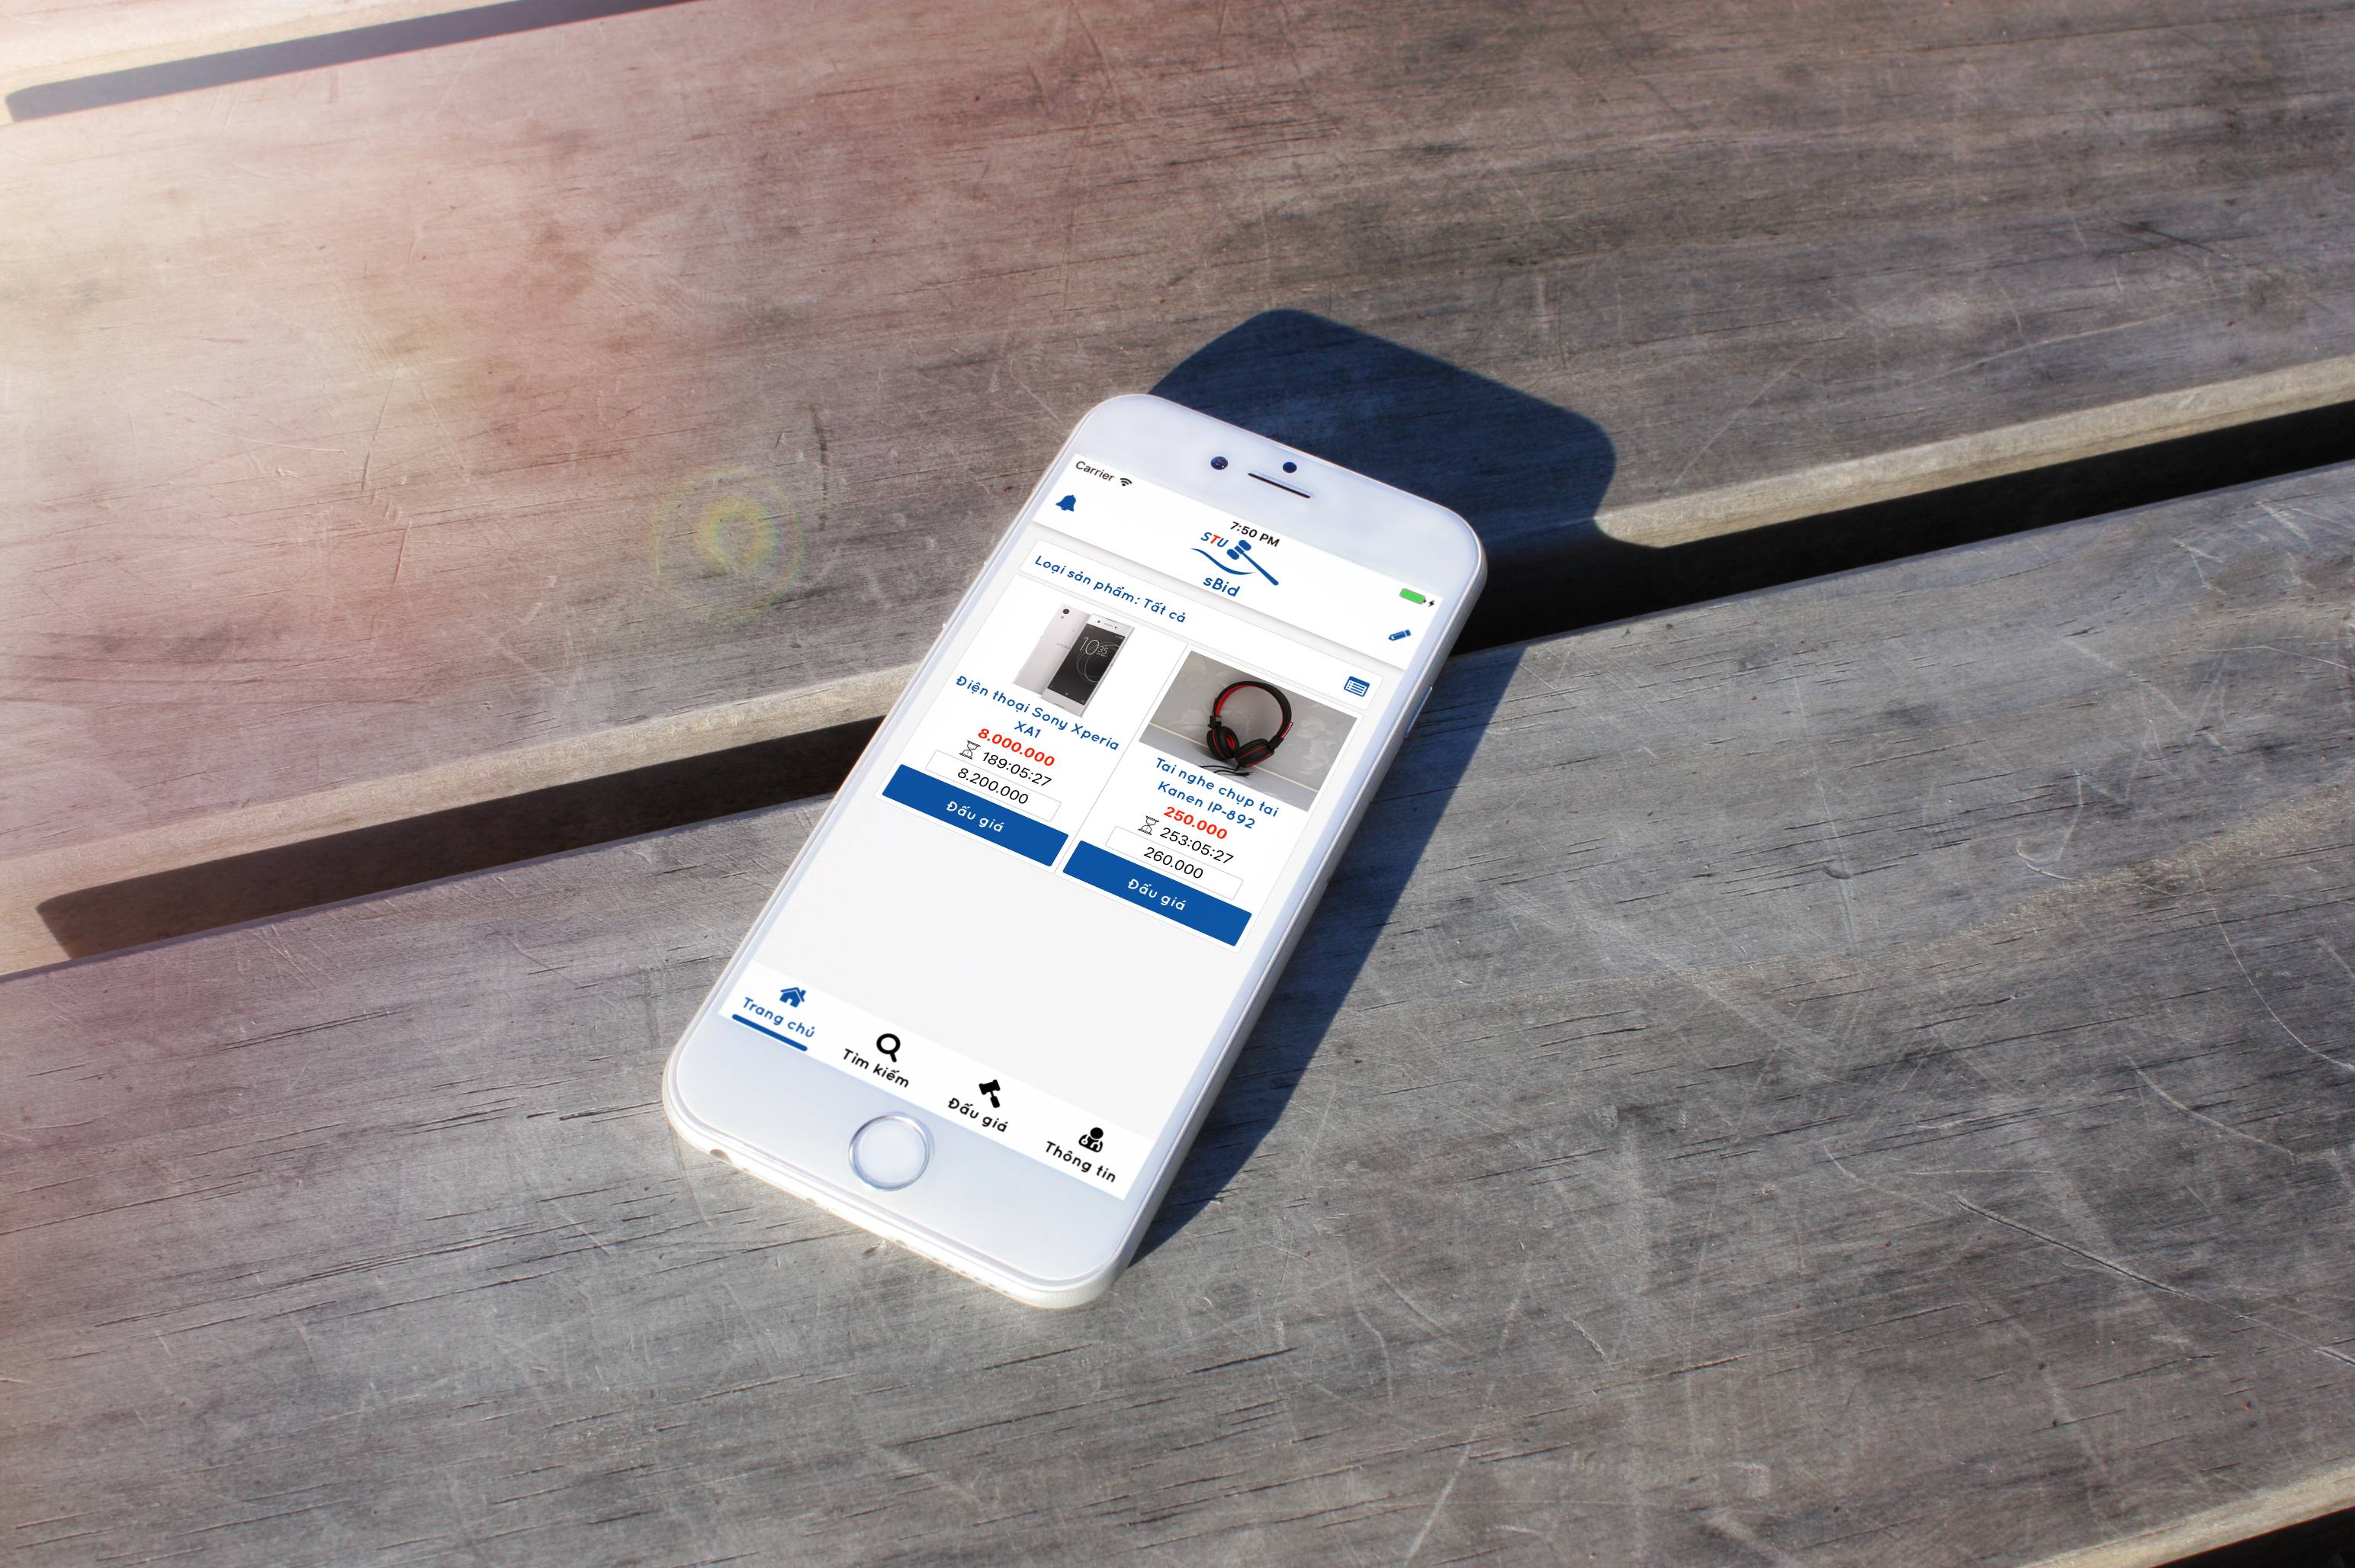 Carrier
7:50 PM
STU
sBid
Loại sản phẩm: Tất cả
Điện thoại Sony Xperia
XA1
8.000.000
189:05:27
8.200.000
Đấu giá
Tai nghe chụp tai
Kanen IP-892
250.000
253:05:27
260.000
Đấu giá
Trang chủ
Tìm kiếm
Đấu giá
Thông tin